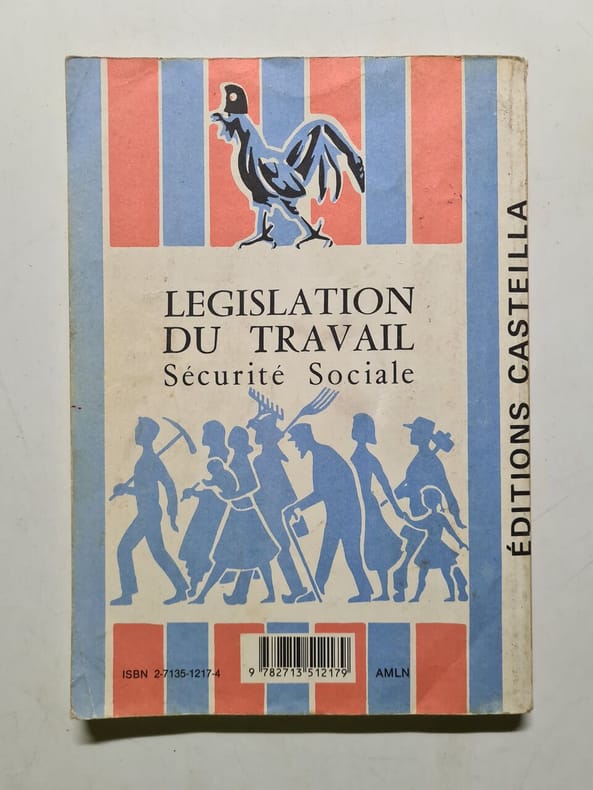 LEGISLATION
DU TRAVAIL
Sécurité Sociale
ÉDITIONS CASTEILLA
ISBN 2-7135-1217-4
9 782713 512179
AMLN